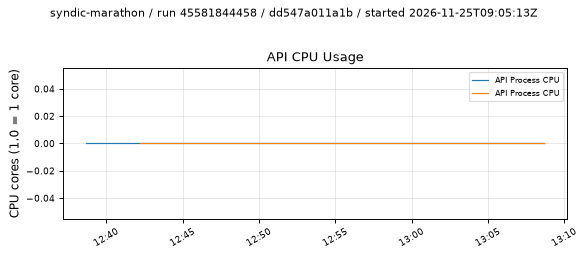 syndic-marathon / run 45581844458 / dd547a011a1b / started 2026-11-25T09:05:13Z
API CPU Usage
CPU cores (1.0 = 1 core)
0.04
0.02
0.00
−0.02
−0.04
API Process CPU
API Process CPU
12:40
12:45
12:50
12:55
13:00
13:05
13:10